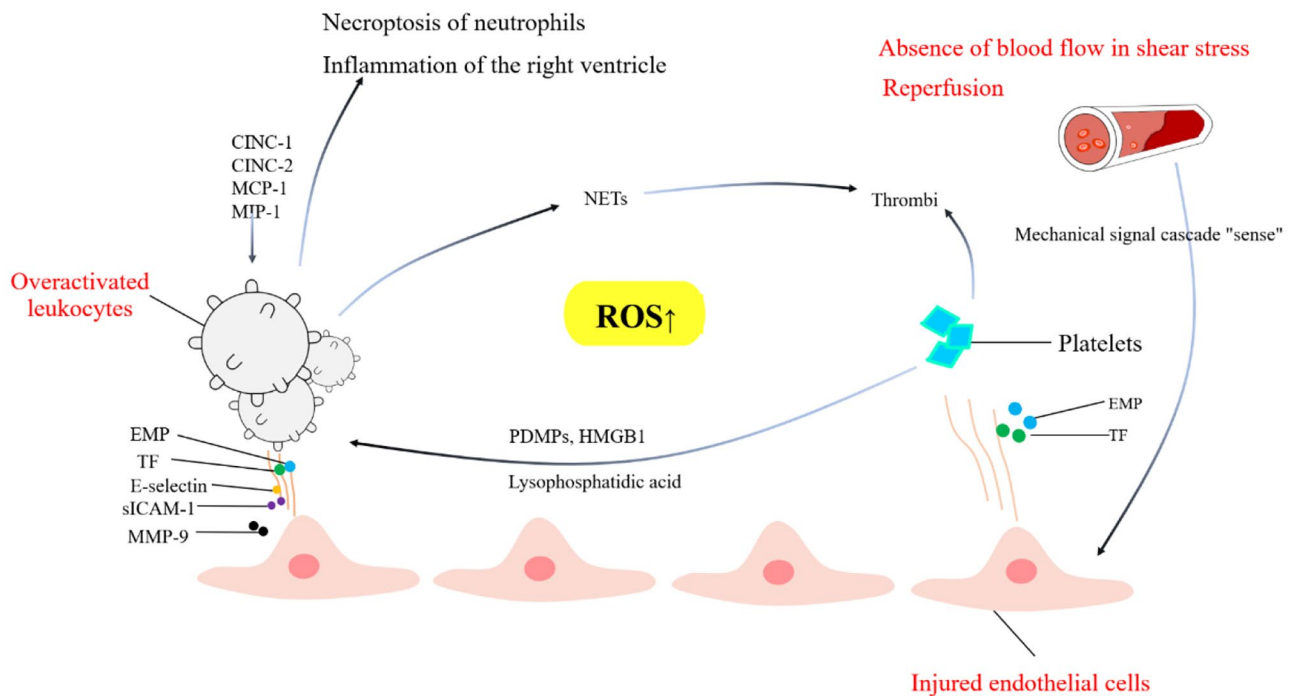 Necroptosis of neutrophils
Inflammation of the right ventricle
Absence of blood flow in shear stress
Reperfusion
CINC-1
CINC-2
MCP-1
MIP-1
NETs
Thrombi
Mechanical signal cascade "sense"
Overactivated
leukocytes
ROS↑
Platelets
EMP
TF
PDMPs, HMGB1
Lysophosphatidic acid
EMP
TF
E-selectin
sICAM-1
MMP-9
Injured endothelial cells